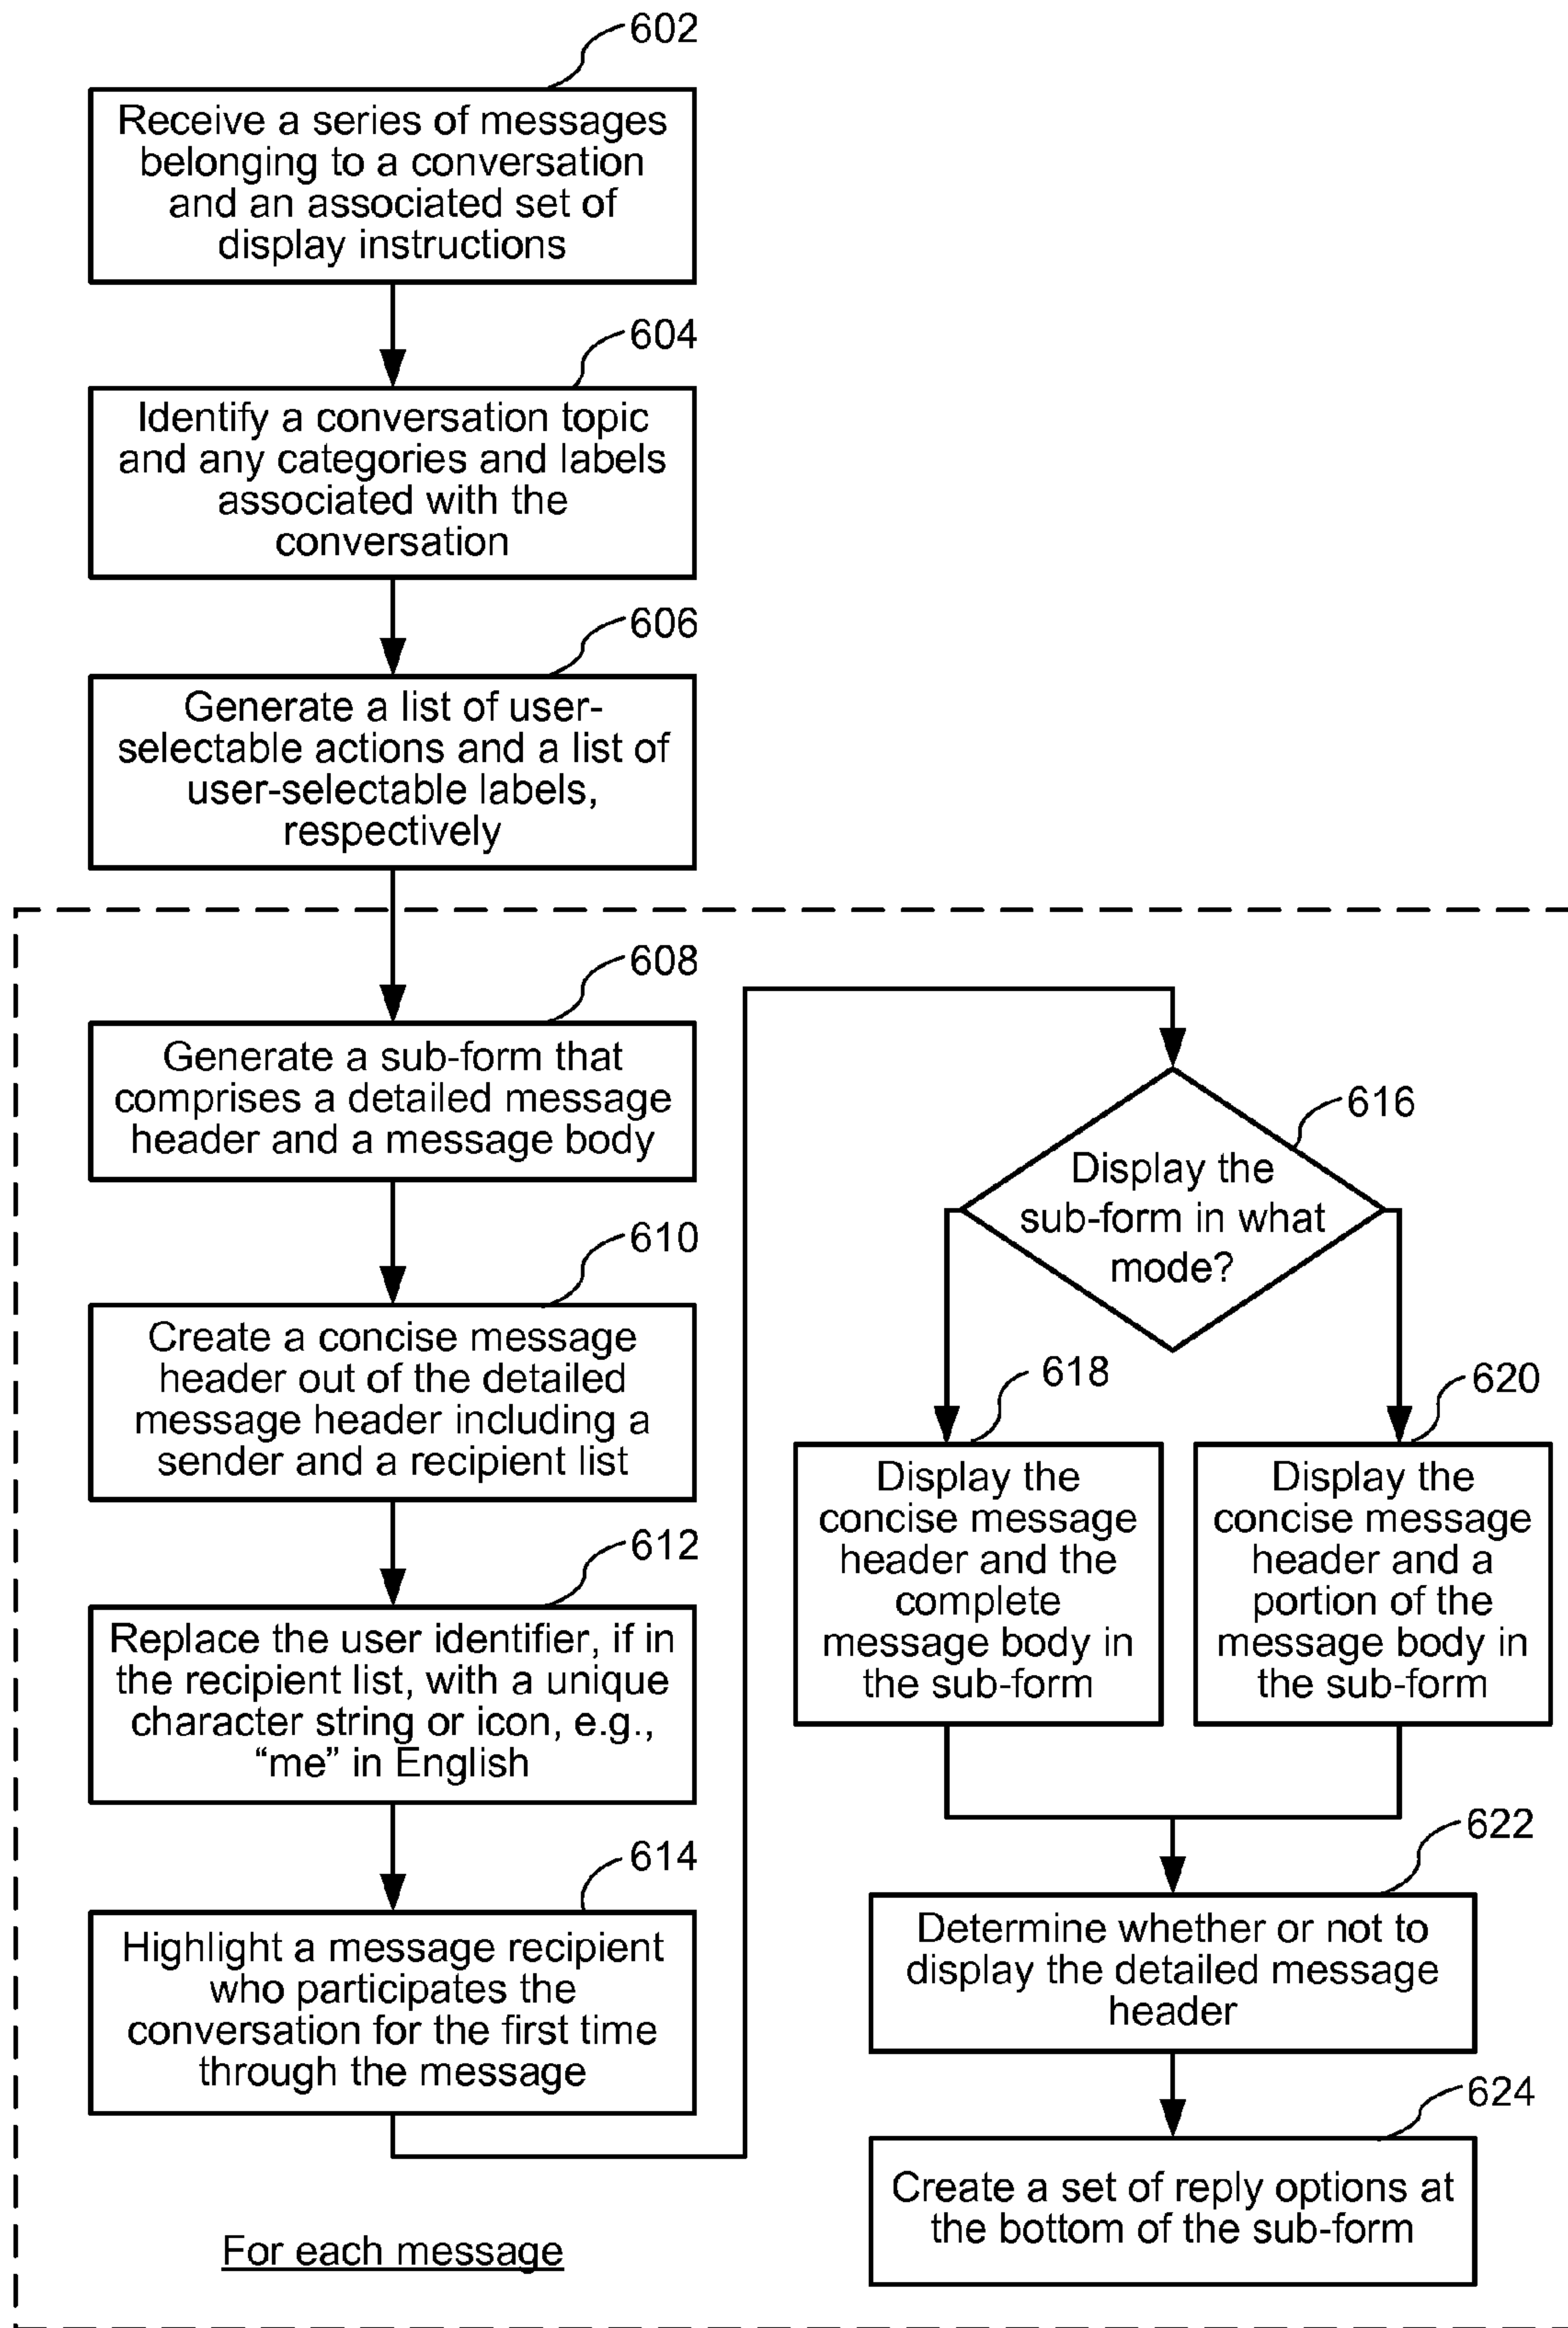 602
Receive a series of messages
belonging to a conversation
and an associated set of
display instructions
604
Identify a conversation topic
and any categories and labels
associated with the
conversation
606
Generate a list of user-
selectable actions and a list of
user-selectable labels,
respectively
608
Generate a sub-form that
comprises a detailed message
header and a message body
610
Create a concise message
header out of the detailed
message header including a
sender and a recipient list
612
Replace the user identifier, if in
the recipient list, with a unique
character string or icon, e.g.,
“me” in English
614
Highlight a message recipient
who participates the
conversation for the first time
through the message
For each message
616
Display the
sub-form in what
mode?
618
Display the
concise message
header and the
complete
message body in
the sub-form
620
Display the
concise message
header and a
portion of the
message body in
the sub-form
622
Determine whether or not to
display the detailed message
header
624
Create a set of reply options at
the bottom of the sub-form